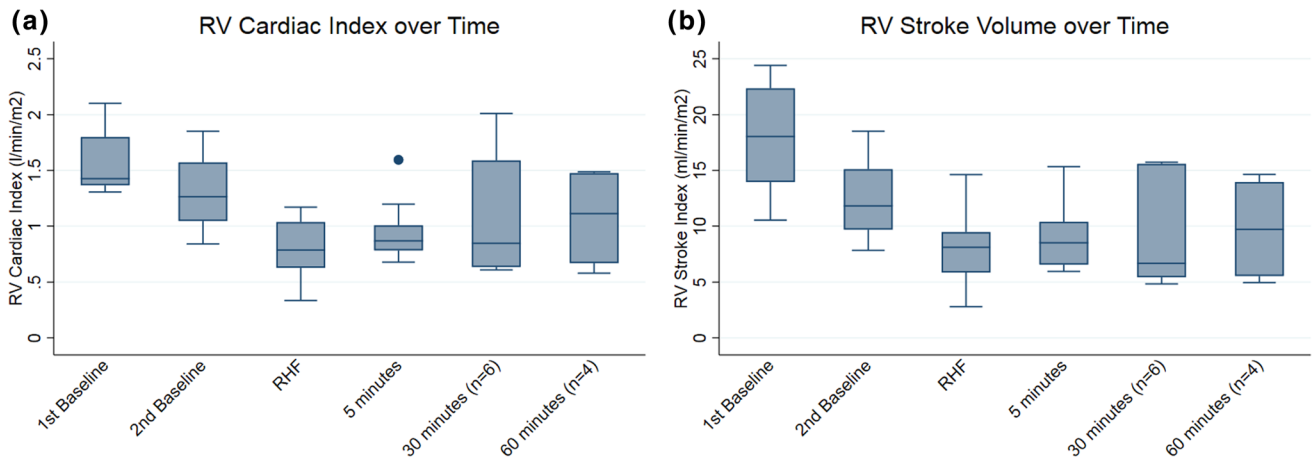 (a)
RV Cardiac Index over Time
RV Cardiac Index (l/min/m2)
2.5
2
1.5
1
.5
0
1st Baseline
2nd Baseline
RHF
5 minutes
30 minutes (n=6)
60 minutes (n=4)
(b)
RV Stroke Volume over Time
RV Stroke Index (ml/min/m2)
25
20
15
10
5
0
1st Baseline
2nd Baseline
RHF
5 minutes
30 minutes (n=6)
60 minutes (n=4)